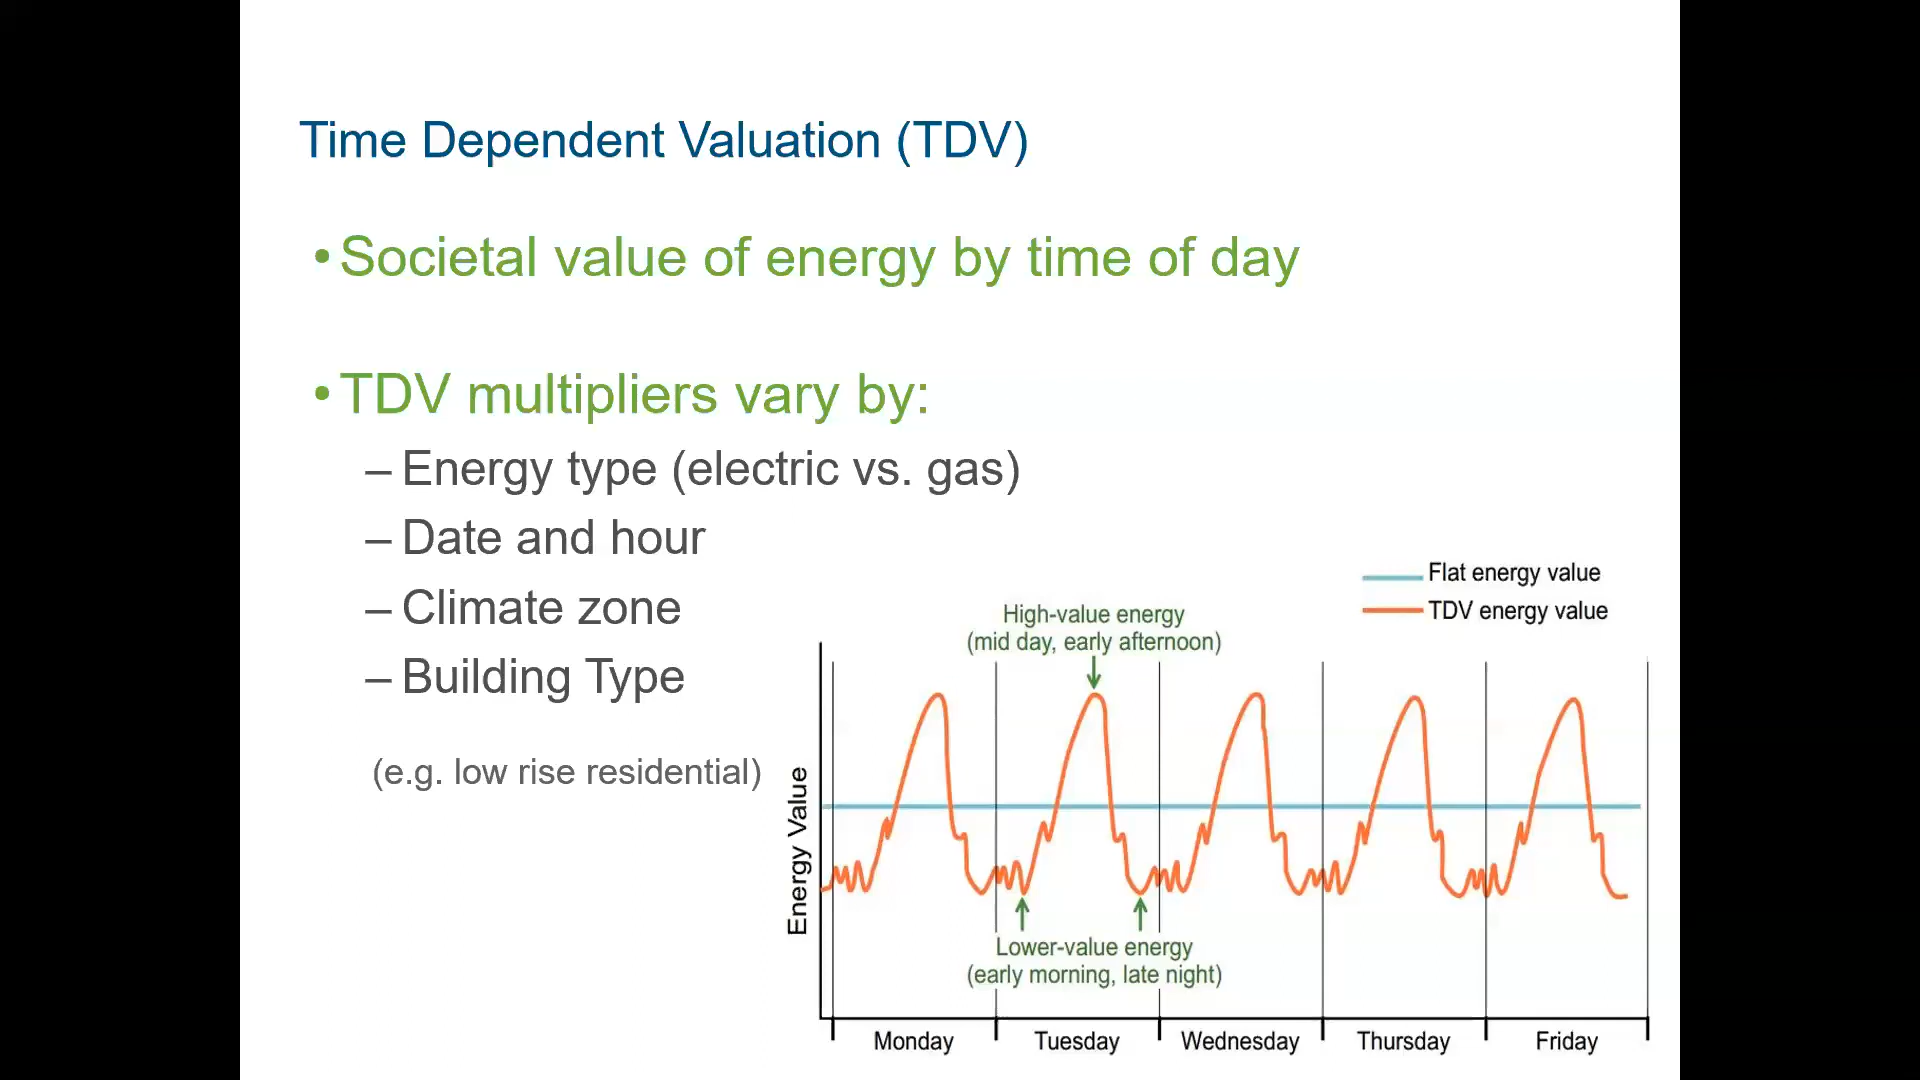 Time Dependent Valuation (TDV)
• Societal value of energy by time of day
• TDV multipliers vary by:
– Energy type (electric vs. gas)
– Date and hour
– Climate zone
– Building Type
(e.g. low rise residential)
Flat energy value
TDV energy value
High-value energy
(mid day, early afternoon)
Energy Value
Lower-value energy
(early morning, late night)
Monday Tuesday Wednesday Thursday Friday